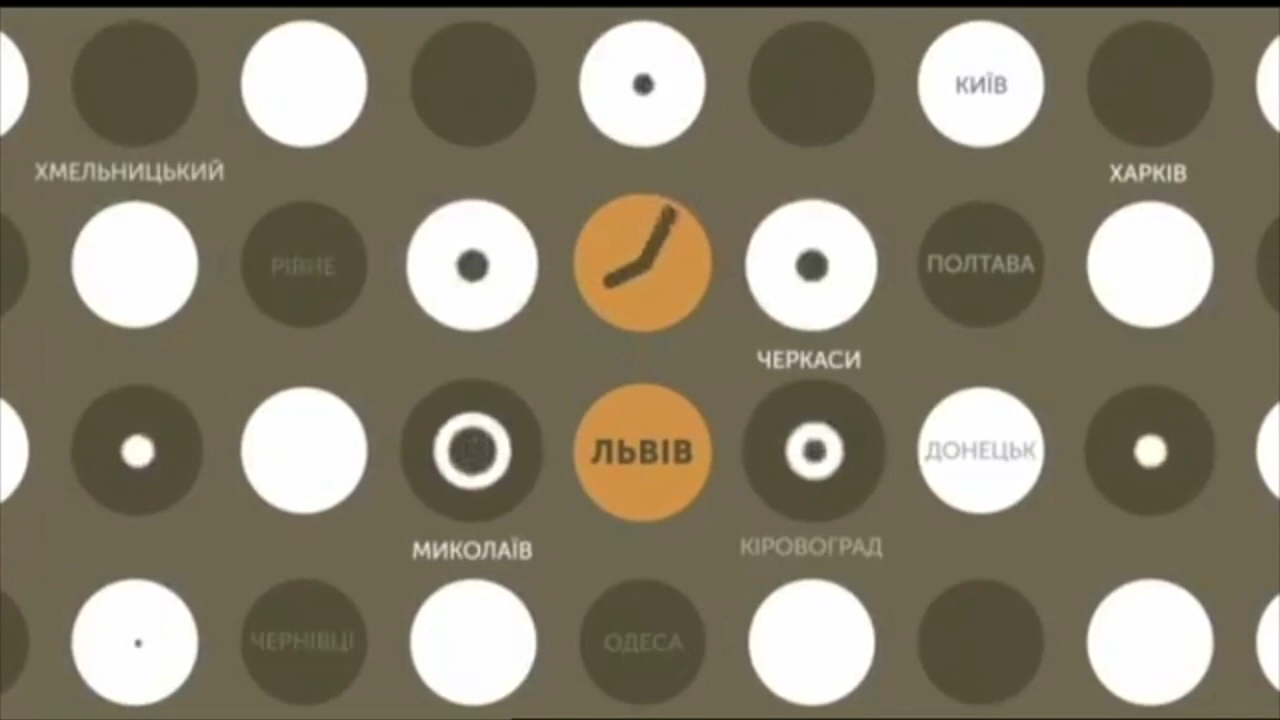 КИЇВ
ХМЕЛЬНИЦЬКИЙ
ХАРКІВ
РІВНЕ
ПОЛТАВА
ЧЕРКАСИ
ЛЬВІВ
ДОНЕЦЬК
МИКОЛАЇВ
КІРОВОГРАД
ЧЕРНІВЦІ
ОДЕСА